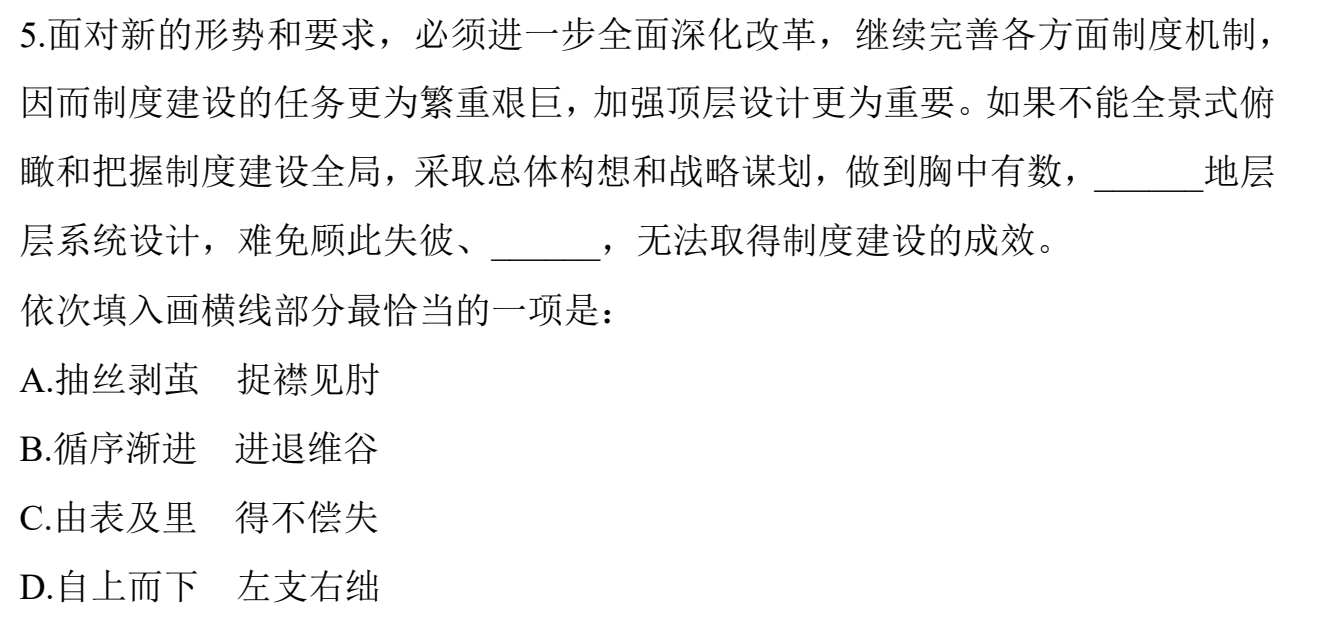 5.面对新的形势和要求，必须进一步全面深化改革，继续完善各方面制度机制，
因而制度建设的任务更为繁重艰巨，加强顶层设计更为重要。如果不能全景式俯
瞰和把握制度建设全局，采取总体构想和战略谋划，做到胸中有数，______地层
层系统设计，难免顾此失彼、______，无法取得制度建设的成效。
依次填入画横线部分最恰当的一项是：
A.抽丝剥茧　捉襟见肘
B.循序渐进　进退维谷
C.由表及里　得不偿失
D.自上而下　左支右绌